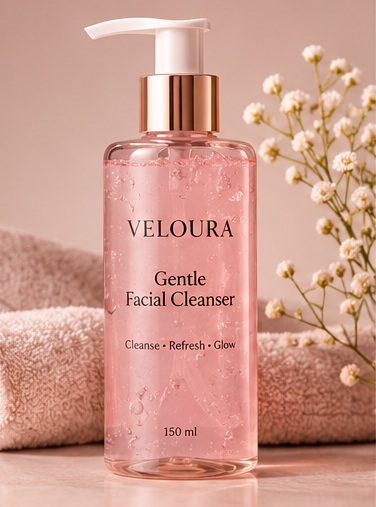 VELOURA
Gentle
Facial Cleanser
Cleanse • Refresh • Glow
150 ml